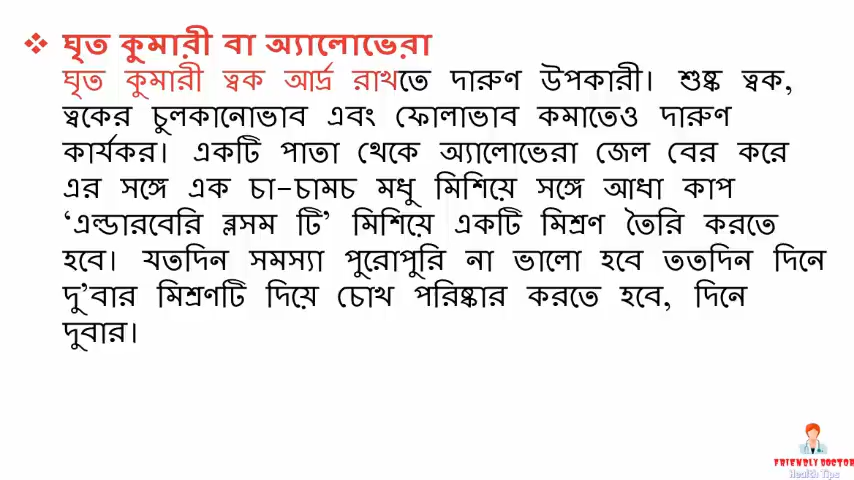 ❖ ঘৃত কুমারী বা অ্যালোভেরা
ঘৃত কুমারী ত্বক আর্দ্র রাখতে দারুণ উপকারী। শুষ্ক ত্বক,
ত্বকের চুলকানোভাব এবং ফোলাভাব কমাতেও দারুণ
কার্যকর। একটি পাতা থেকে অ্যালোভেরা জেল বের করে
এর সঙ্গে এক চা-চামচ মধু মিশিয়ে সঙ্গে আধা কাপ
‘এল্ডারবেরি ব্লসম টি’ মিশিয়ে একটি মিশ্রণ তৈরি করতে
হবে। যতদিন সমস্যা পুরোপুরি না ভালো হবে ততদিন দিনে
দু’বার মিশ্রণটি দিয়ে চোখ পরিষ্কার করতে হবে, দিনে
দুবার।
FRIENDLY DOCTOR
Health Tips